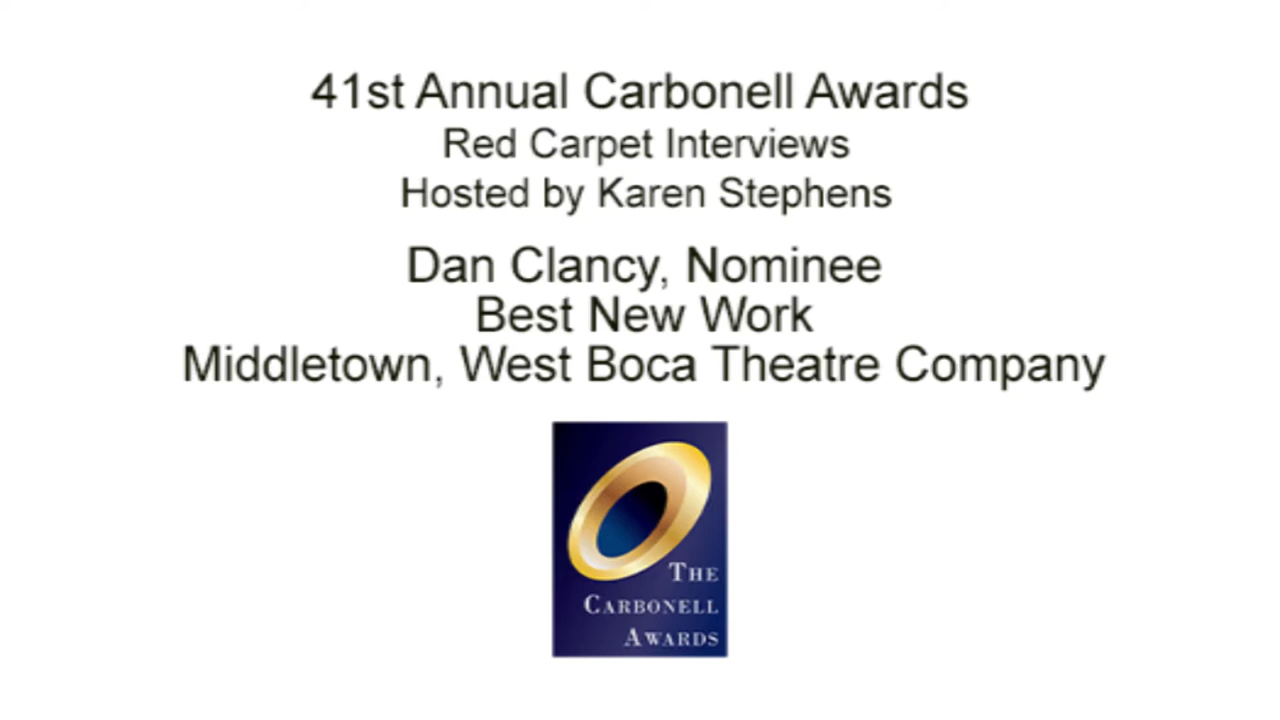 41st Annual Carbonell Awards
Red Carpet Interviews
Hosted by Karen Stephens
Dan Clancy, Nominee
Best New Work
Middletown, West Boca Theatre Company
THE
CARBONELL
AWARDS